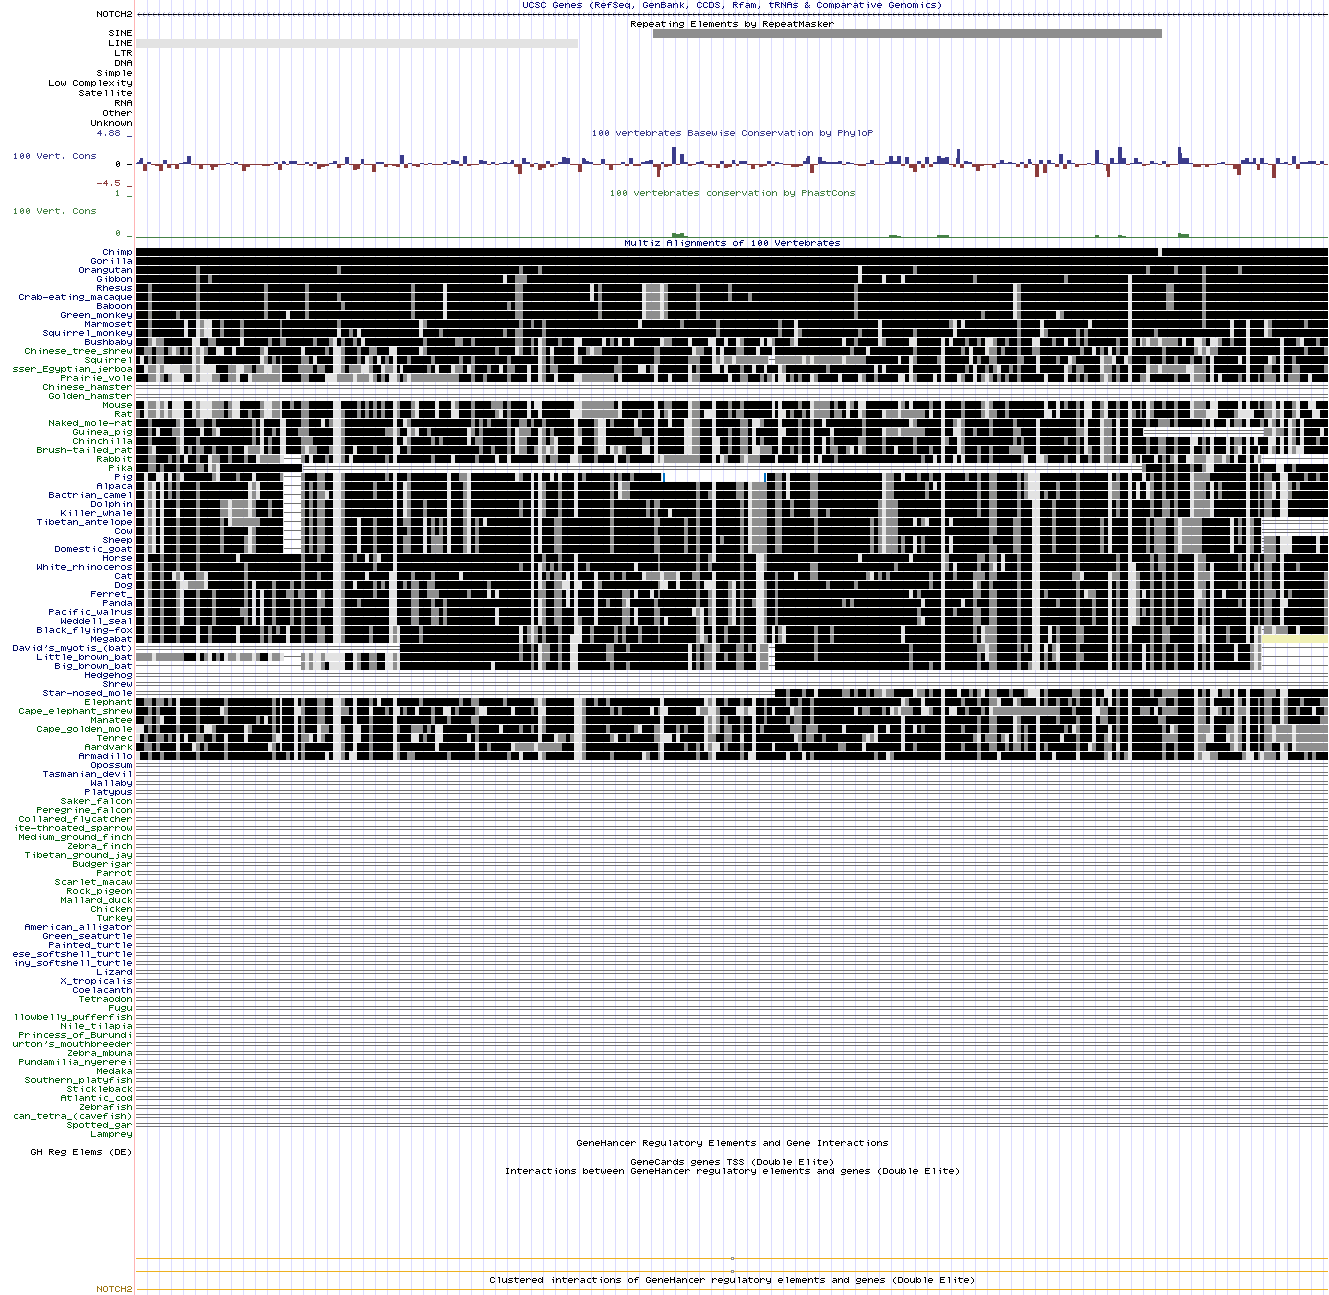 UCSC Genes (RefSeq, GenBank, CCDS, Rfam, tRNAs & Comparative Genomics)
NOTCH2
Repeating Elements by RepeatMasker
SINE
LINE
LTR
DNA
Simple
Low Complexity
Satellite
RNA
Other
Unknown
4.88 _
100 vertebrates Basewise Conservation by PhyloP
100 Vert. Cons
0 _
-4.5 _
1 _
100 vertebrates conservation by PhastCons
100 Vert. Cons
0 _
Multiz Alignments of 100 Vertebrates
Chimp
Gorilla
Orangutan
Gibbon
Rhesus
Crab-eating_macaque
Baboon
Green_monkey
Marmoset
Squirrel_monkey
Bushbaby
Chinese_tree_shrew
Squirrel
sser_Egyptian_jerboa
Prairie_vole
Chinese_hamster
Golden_hamster
Mouse
Rat
Naked_mole-rat
Guinea_pig
Chinchilla
Brush-tailed_rat
Rabbit
Pika
Pig
Alpaca
Bactrian_camel
Dolphin
Killer_whale
Tibetan_antelope
Cow
Sheep
Domestic_goat
Horse
White_rhinoceros
Cat
Dog
Ferret_
Panda
Pacific_walrus
Weddell_seal
Black_flying-fox
Megabat
David's_myotis_(bat)
Little_brown_bat
Big_brown_bat
Hedgehog
Shrew
Star-nosed_mole
Elephant
Cape_elephant_shrew
Manatee
Cape_golden_mole
Tenrec
Aardvark
Armadillo
Opossum
Tasmanian_devil
Wallaby
Platypus
Saker_falcon
Peregrine_falcon
Collared_flycatcher
ite-throated_sparrow
Medium_ground_finch
Zebra_finch
Tibetan_ground_jay
Budgerigar
Parrot
Scarlet_macaw
Rock_pigeon
Mallard_duck
Chicken
Turkey
American_alligator
Green_seaturtle
Painted_turtle
ese_softshell_turtle
iny_softshell_turtle
Lizard
X_tropicalis
Coelacanth
Tetraodon
Fugu
llowbelly_pufferfish
Nile_tilapia
Princess_of_Burundi
urton's_mouthbreeder
Zebra_mbuna
Pundamilia_nyererei
Medaka
Southern_platyfish
Stickleback
Atlantic_cod
Zebrafish
can_tetra_(cavefish)
Spotted_gar
Lamprey
GeneHancer Regulatory Elements and Gene Interactions
GH Reg Elems (DE)
GeneCards genes TSS (Double Elite)
Interactions between GeneHancer regulatory elements and genes (Double Elite)
Clustered interactions of GeneHancer regulatory elements and genes (Double Elite)
NOTCH2